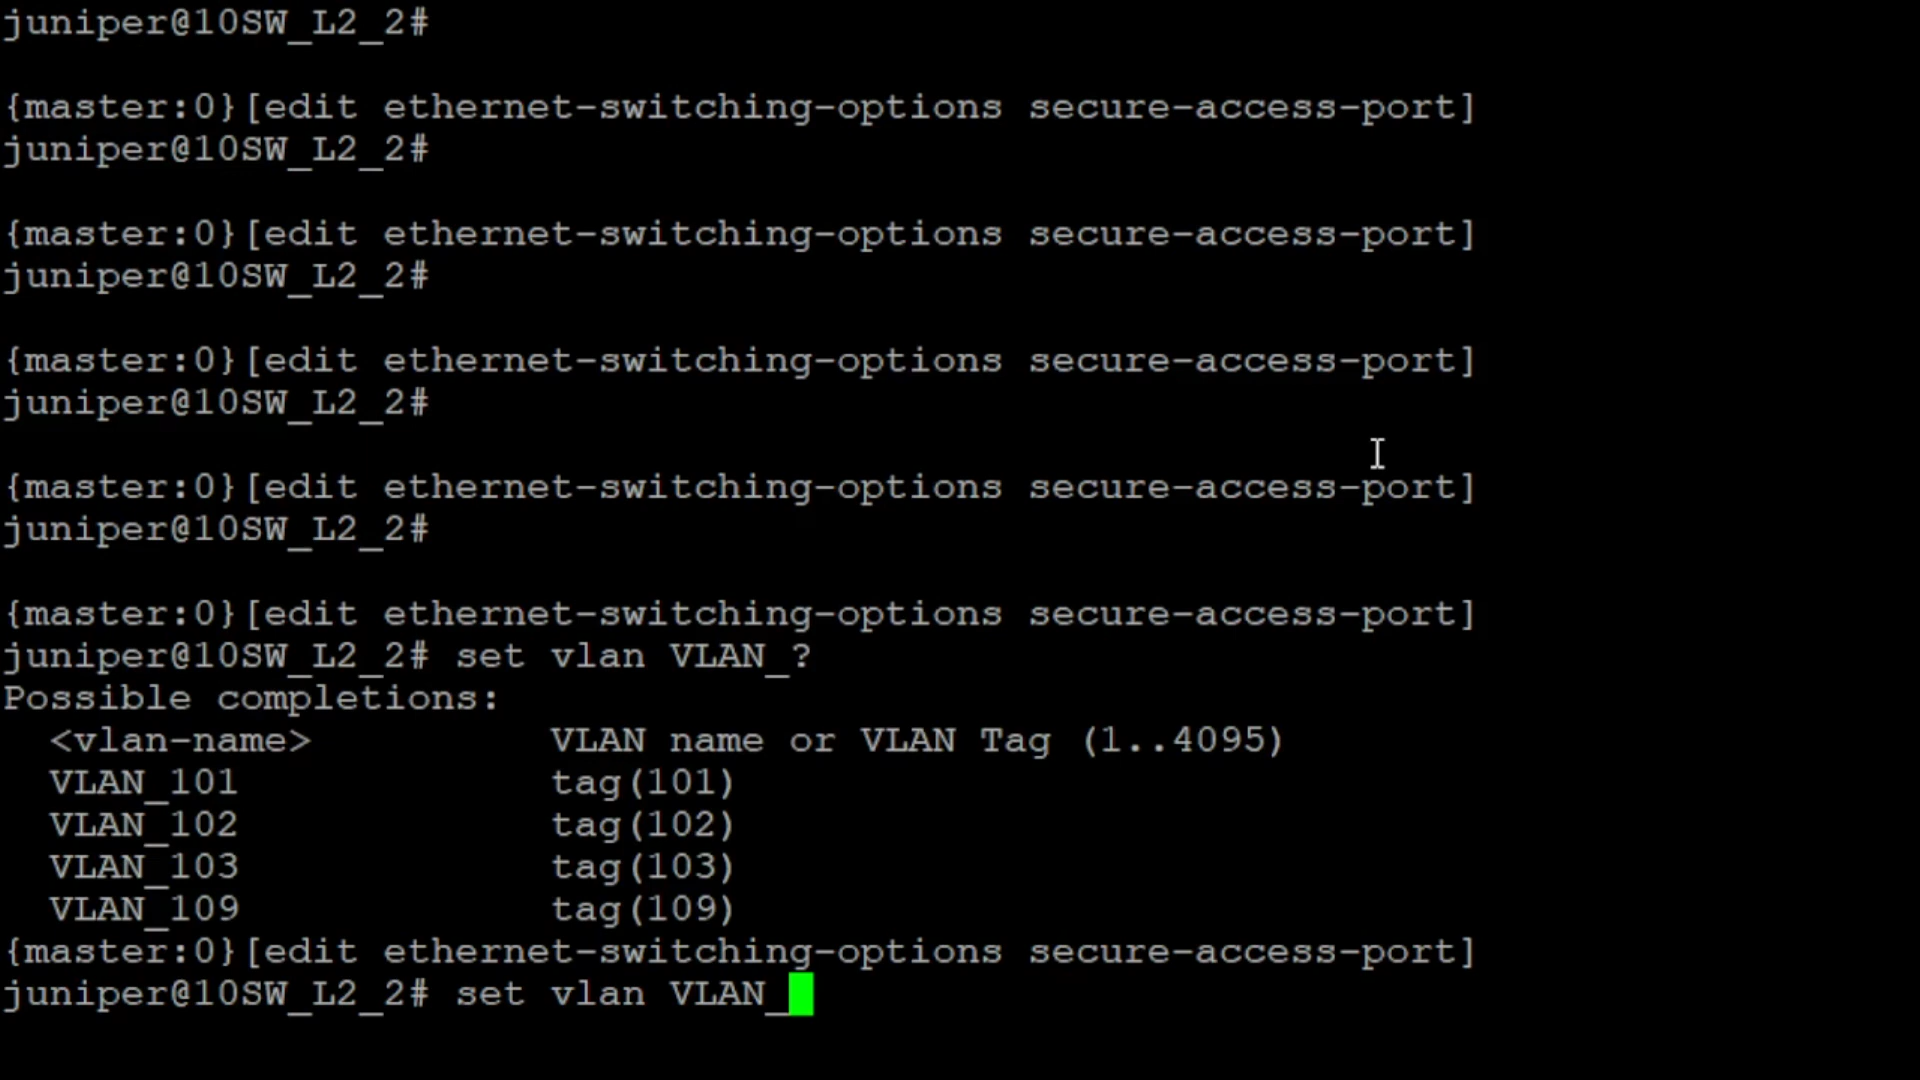 juniper@10SW_L2_2#
{master:0}[edit ethernet-switching-options secure-access-port]
juniper@10SW_L2_2#
{master:0}[edit ethernet-switching-options secure-access-port]
juniper@10SW_L2_2#
{master:0}[edit ethernet-switching-options secure-access-port]
juniper@10SW_L2_2#
{master:0}[edit ethernet-switching-options secure-access-port]
juniper@10SW_L2_2#
{master:0}[edit ethernet-switching-options secure-access-port]
juniper@10SW_L2_2# set vlan VLAN_?
Possible completions:
  <vlan-name>          VLAN name or VLAN Tag (1..4095)
  VLAN_101             tag(101)
  VLAN_102             tag(102)
  VLAN_103             tag(103)
  VLAN_109             tag(109)
{master:0}[edit ethernet-switching-options secure-access-port]
juniper@10SW_L2_2# set vlan VLAN_